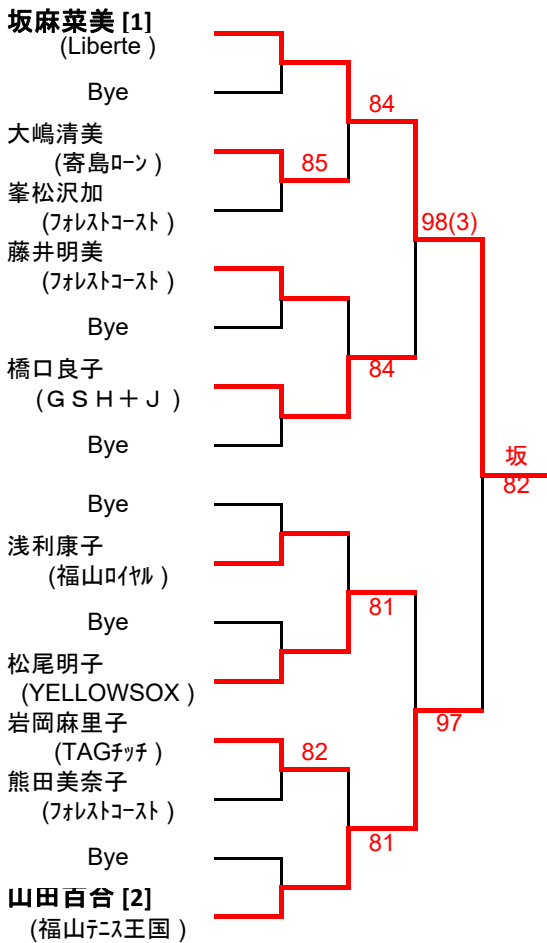 坂麻菜美 [1]
(Liberte )
Bye
84
大嶋清美
(寄島ﾛｰﾝ )
85
峯松沢加
(ﾌｫﾚｽﾄｺｰｽﾄ )
98(3)
藤井明美
(ﾌｫﾚｽﾄｺｰｽﾄ )
Bye
84
橋口良子
(ＧＳＨ＋Ｊ )
Bye
坂
82
Bye
浅利康子
(福山ﾛｲﾔﾙ )
81
Bye
松尾明子
(YELLOWSOX )
岩岡麻里子
97
(TAGﾁｯﾁ )
82
熊田美奈子
(ﾌｫﾚｽﾄｺｰｽﾄ )
81
Bye
山田百合 [2]
(福山ﾃﾆｽ王国 )